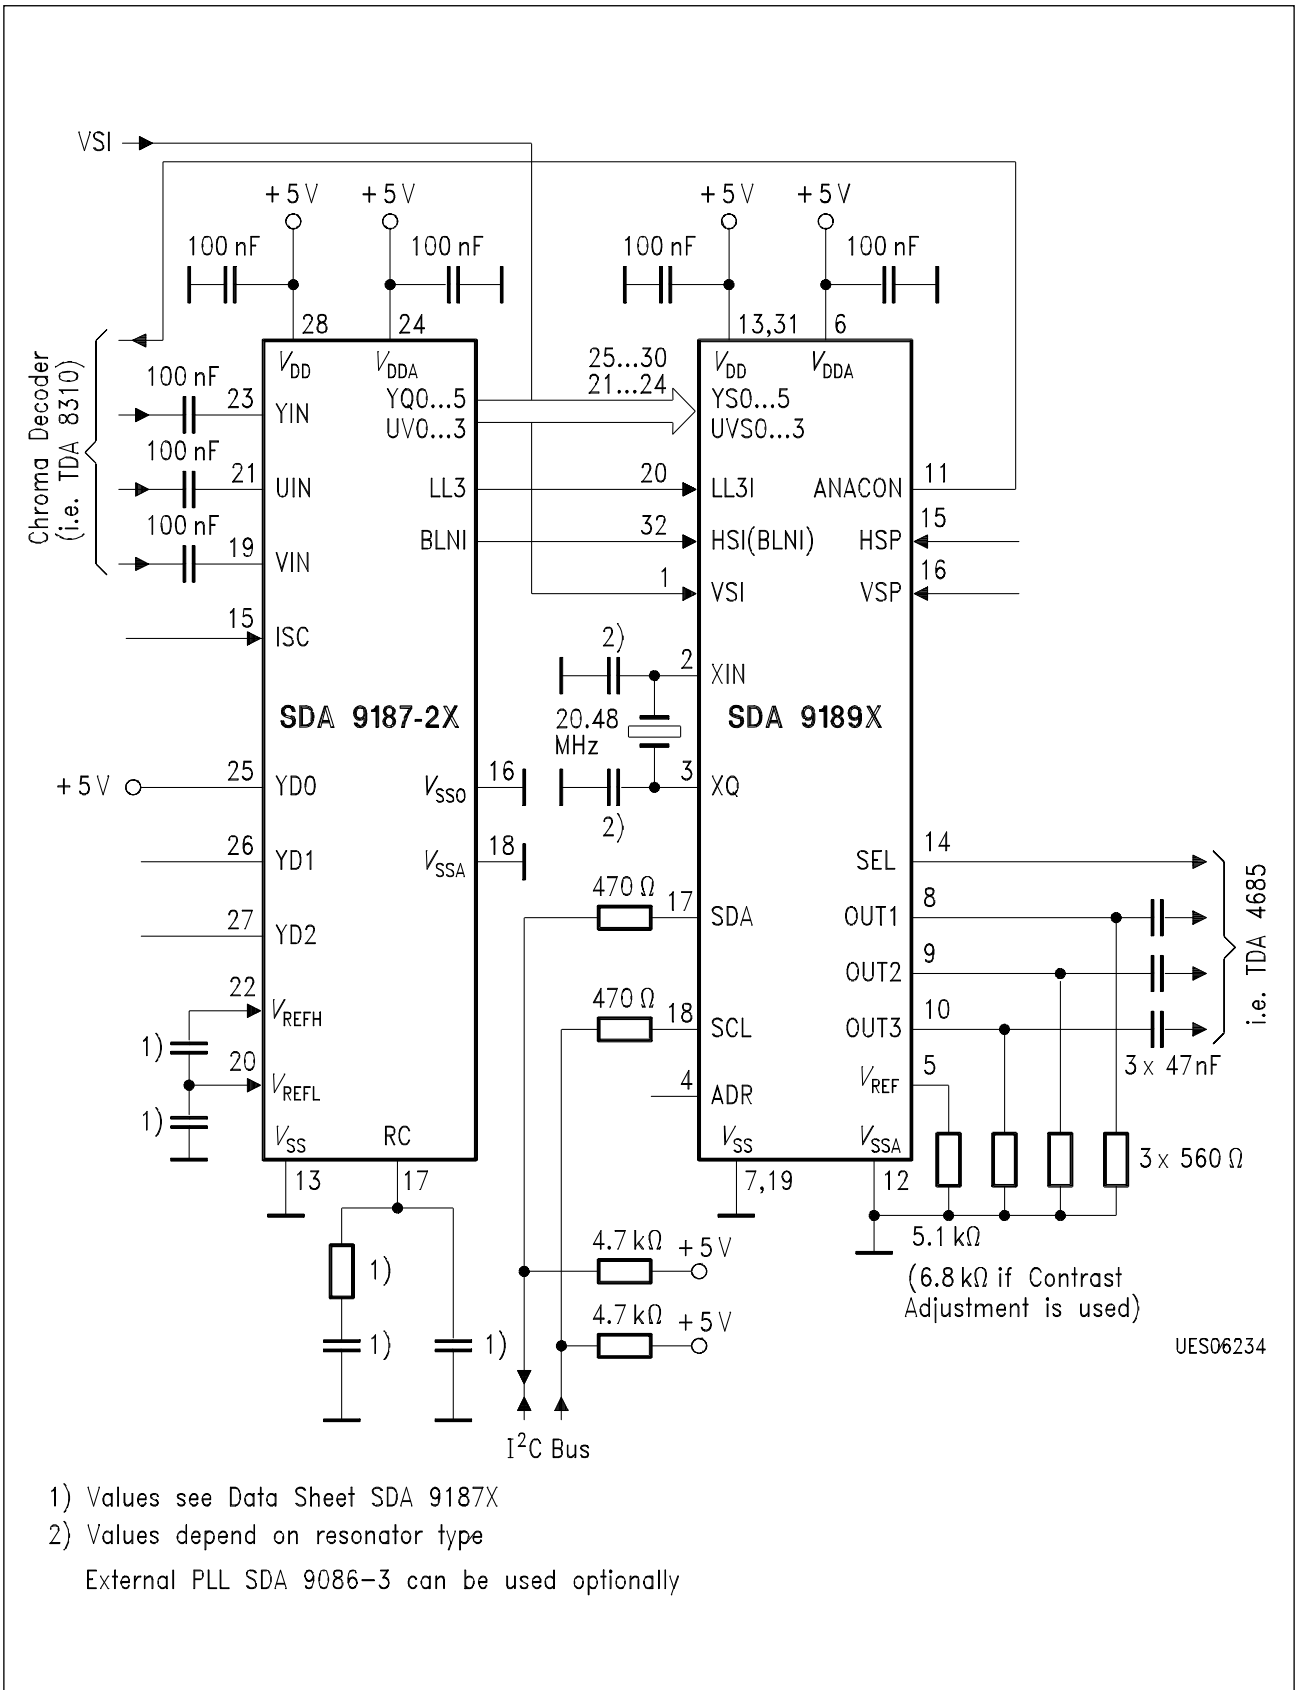 VSI
+5V +5V +5V +5V
100 nF 100 nF 100 nF 100 nF
28 24 13,31 6
Chroma Decoder
(i.e. TDA 8310)
VDD VDDA 25...30 VDD VDDA
100 nF YQ0...5 21...24 YS0...5
23 YIN UV0...3 UVS0...3
100 nF
21 UIN LL3 20 LL3I ANACON 11
100 nF BLNI 32 HSI(BLNI) HSP 15
19 VIN 1 VSI VSP 16
15 ISC 2) 2 XIN
SDA 9187-2X 20.48 SDA 9189X
MHz
+5V 25 YD0 VSSO 16 3 XQ
2)
26 YD1 VSSA 18 SEL 14
470 Ω 17 SDA OUT1 8
27 YD2 OUT2 9
22 VREFH 470 Ω 18 SCL OUT3 10
i.e. TDA 4685
1) 20 VREFL 4 ADR VREF 5 3x 47nF
1) VSS RC VSS VSSA 3x 560 Ω
13 17 7,19 12
4.7 kΩ +5V 5.1 kΩ
1) (6.8 kΩ if Contrast
4.7 kΩ +5V Adjustment is used)
1) 1) UES06234
I²C Bus
1) Values see Data Sheet SDA 9187X
2) Values depend on resonator type
External PLL SDA 9086-3 can be used optionally